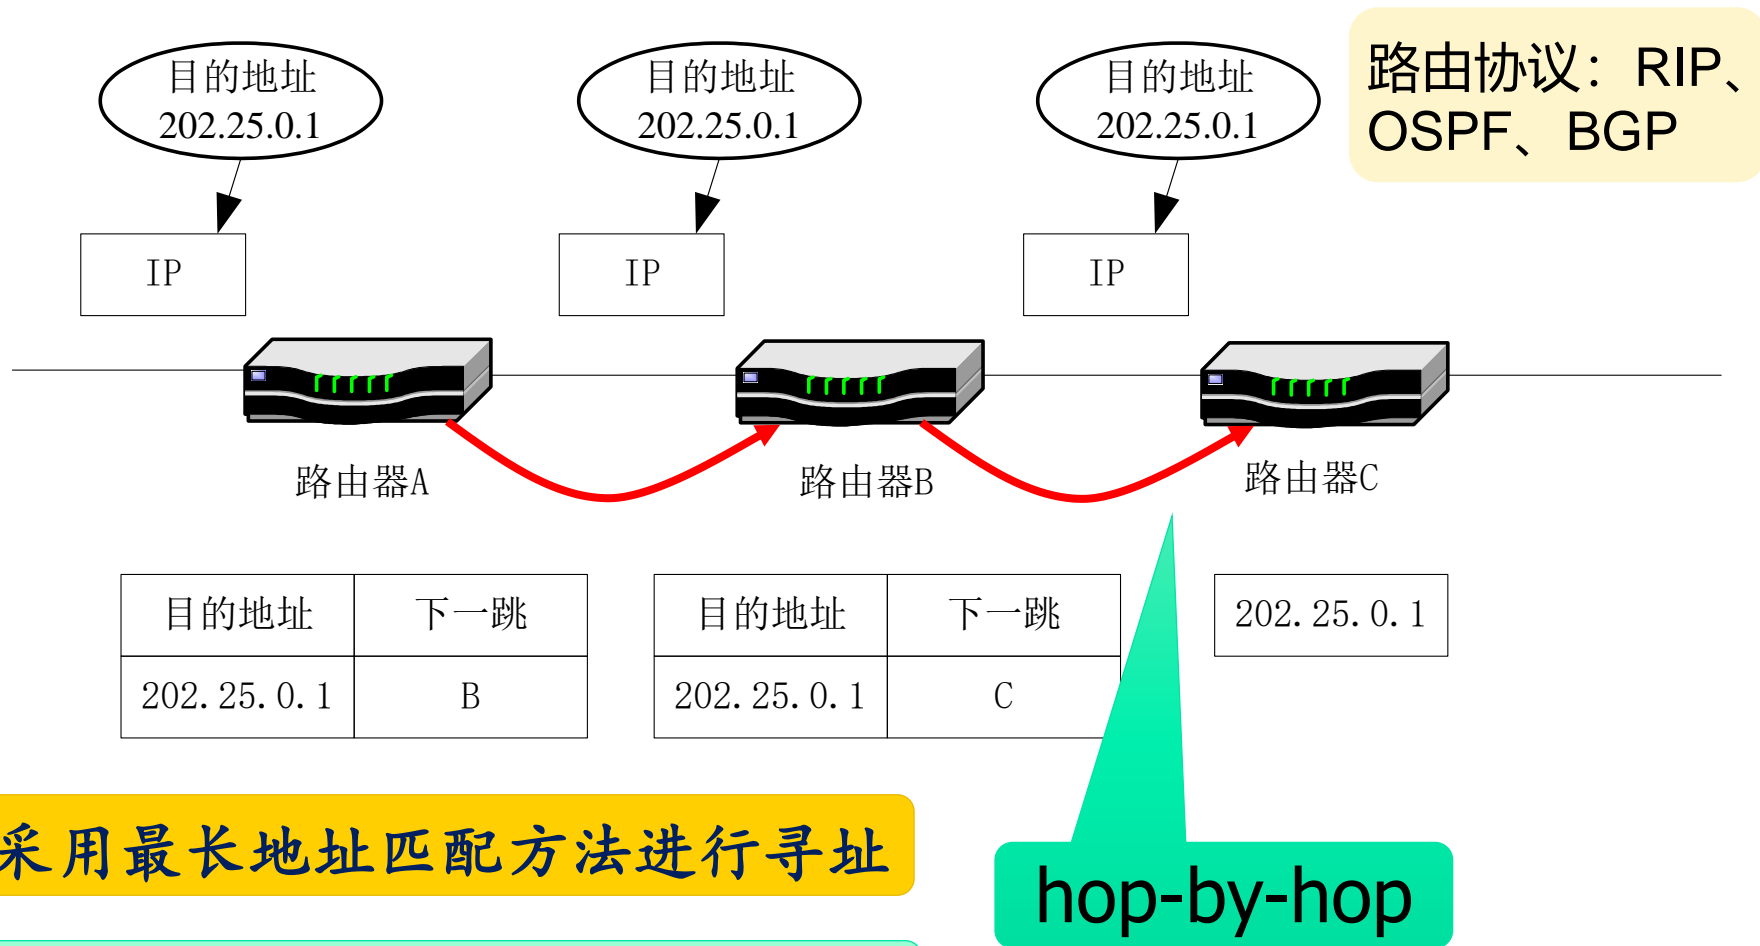 目的地址
202.25.0.1
目的地址
202.25.0.1
目的地址
202.25.0.1
路由协议：RIP、
OSPF、BGP
IP
IP
IP
路由器A
路由器B
路由器C
目的地址 下一跳
202.25.0.1 B
目的地址 下一跳
202.25.0.1 C
202.25.0.1
采用最长地址匹配方法进行寻址
hop-by-hop